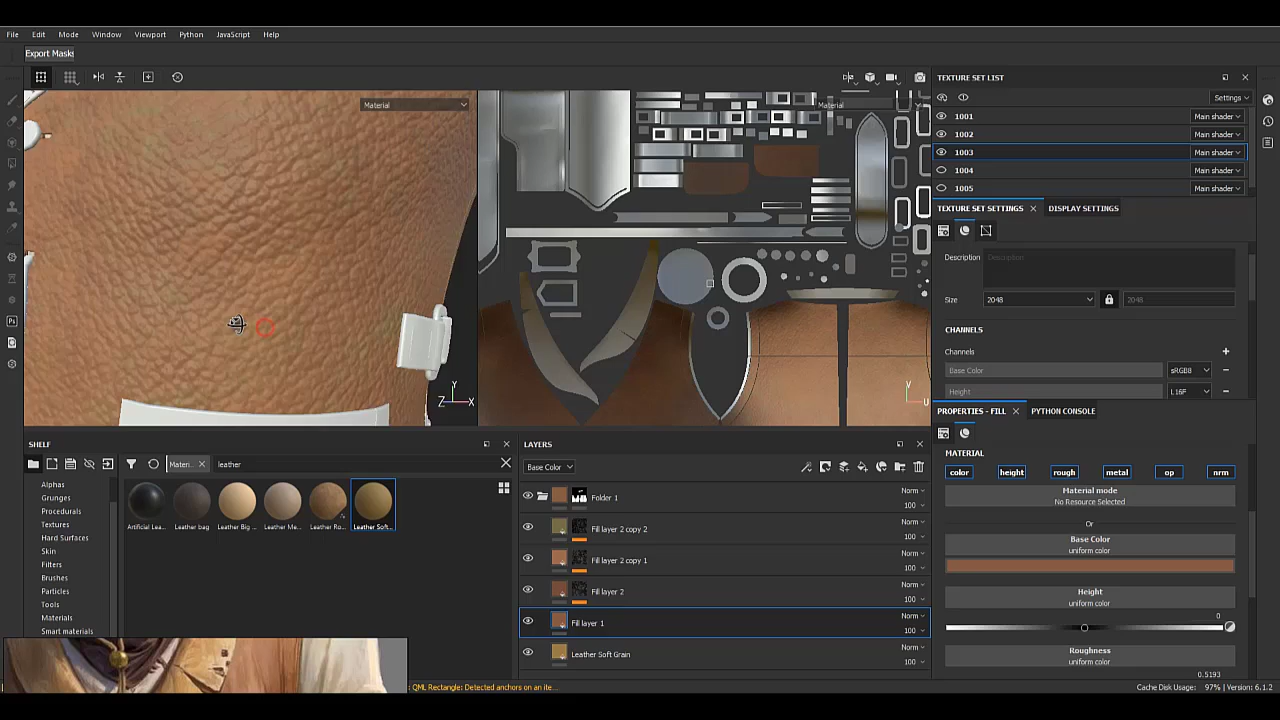 File Edit Mode Window Viewport Python JavaScript Help
Export Masks
Material
Material
Z Y X
V U
TEXTURE SET LIST
Settings
1001 Main shader
1002 Main shader
1003 Main shader
1004 Main shader
1005 Main shader
TEXTURE SET SETTINGS DISPLAY SETTINGS
Description Description
Size 2048 2048
CHANNELS
Channels
Base Color sRGB8
Height L16F
PROPERTIES - FILL PYTHON CONSOLE
MATERIAL
color height rough metal op nrm
Material mode
No Resource Selected
Or
Base Color
uniform color
Height
uniform color
0
Roughness
uniform color
0.5193
SHELF
Materi... leather
Alphas
Grunges
Procedurals
Textures
Hard Surfaces
Skin
Filters
Brushes
Particles
Tools
Materials
Smart materials
Artificial Lea... Leather bag Leather Big ... Leather Me... Leather Ro... Leather Soft...
LAYERS
Base Color
Folder 1 Norm
100
Fill layer 2 copy 2 Norm
100
Fill layer 2 copy 1 Norm
100
Fill layer 2 Norm
100
Fill layer 1 Norm
100
Leather Soft Grain Norm
100
QML Rectangle: Detected anchors on an ite...
Cache Disk Usage: 97% | Version: 6.1.2